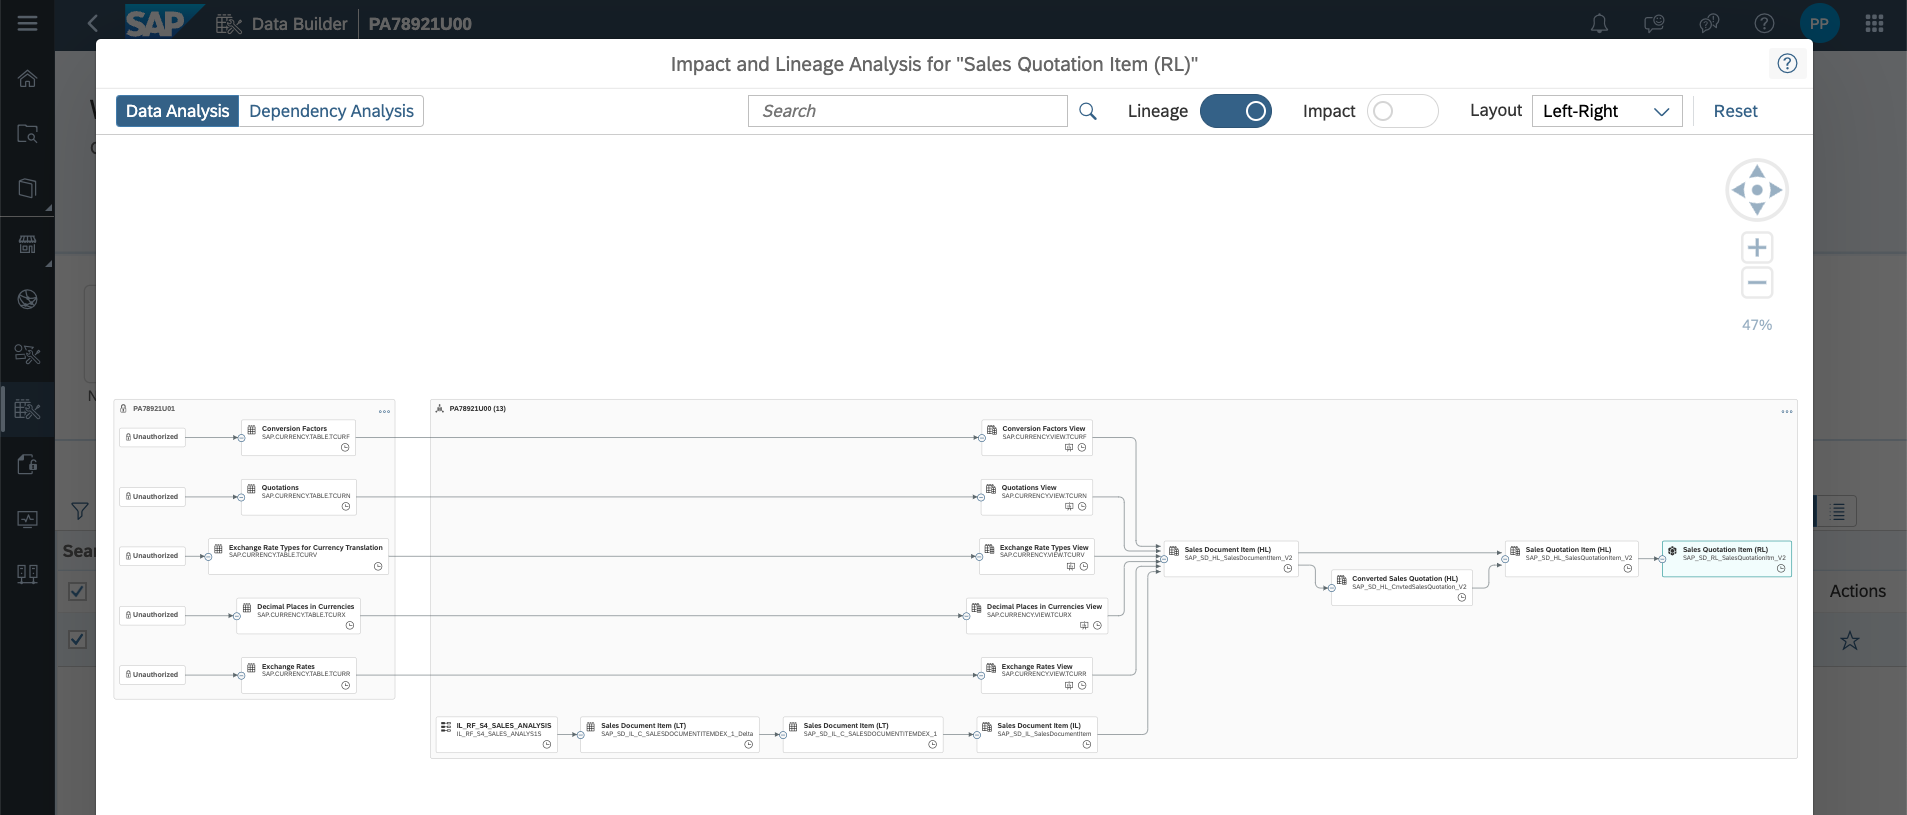 SAP
Data Builder
PA78921U00
PP
Impact and Lineage Analysis for "Sales Quotation Item (RL)"
Data Analysis
Dependency Analysis
Search
Lineage
Impact
Layout
Left-Right
Reset
47%
Actions
PA78921U01
Unauthorized
Conversion Factors
SAP.CURRENCY.TABLE.TCURF
Unauthorized
Quotations
SAP.CURRENCY.TABLE.TCURN
Unauthorized
Exchange Rate Types for Currency Translation
SAP.CURRENCY.TABLE.TCURV
Unauthorized
Decimal Places in Currencies
SAP.CURRENCY.TABLE.TCURX
Unauthorized
Exchange Rates
SAP.CURRENCY.TABLE.TCURR
PA78921U00 (13)
Conversion Factors View
SAP.CURRENCY.VIEW.TCURF
Quotations View
SAP.CURRENCY.VIEW.TCURN
Exchange Rate Types View
SAP.CURRENCY.VIEW.TCURV
Decimal Places in Currencies View
SAP.CURRENCY.VIEW.TCURX
Exchange Rates View
SAP.CURRENCY.VIEW.TCURR
IL_RF_S4_SALES_ANALYSIS
IL_RF_S4_SALES_ANALYSIS
Sales Document Item (LT)
SAP_SD_IL_C_SALESDOCUMENTITEMDEX_1_Delta
Sales Document Item (LT)
SAP_SD_IL_C_SALESDOCUMENTITEMDEX_1
Sales Document Item (IL)
SAP_SD_IL_SalesDocumentItem
Sales Document Item (HL)
SAP_SD_HL_SalesDocumentItem_V2
Converted Sales Quotation (HL)
SAP_SD_HL_CnvtedSalesQuotation_V2
Sales Quotation Item (HL)
SAP_SD_HL_SalesQuotationItem_V2
Sales Quotation Item (RL)
SAP_SD_RL_SalesQuotationItm_V2